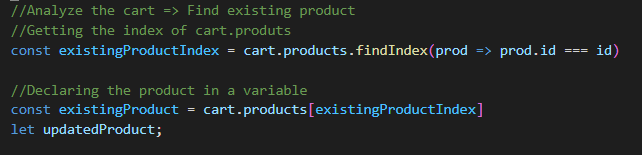 //Analyze the cart => Find existing product
//Getting the index of cart.produts
const existingProductIndex = cart.products.findIndex(prod => prod.id === id)
//Declaring the product in a variable
const existingProduct = cart.products[existingProductIndex]
let updatedProduct;